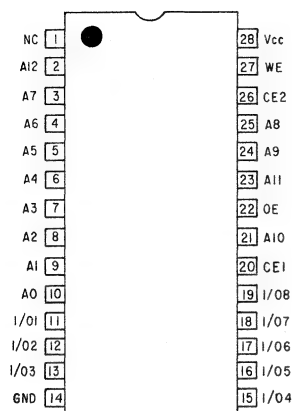 NC 1 28 Vcc
A12 2 27 WE
A7 3 26 CE2
A6 4 25 A8
A5 5 24 A9
A4 6 23 A11
A3 7 22 OE
A2 8 21 A10
A1 9 20 CE1
A0 10 19 I/O8
I/O1 11 18 I/O7
I/O2 12 17 I/O6
I/O3 13 16 I/O5
GND 14 15 I/O4